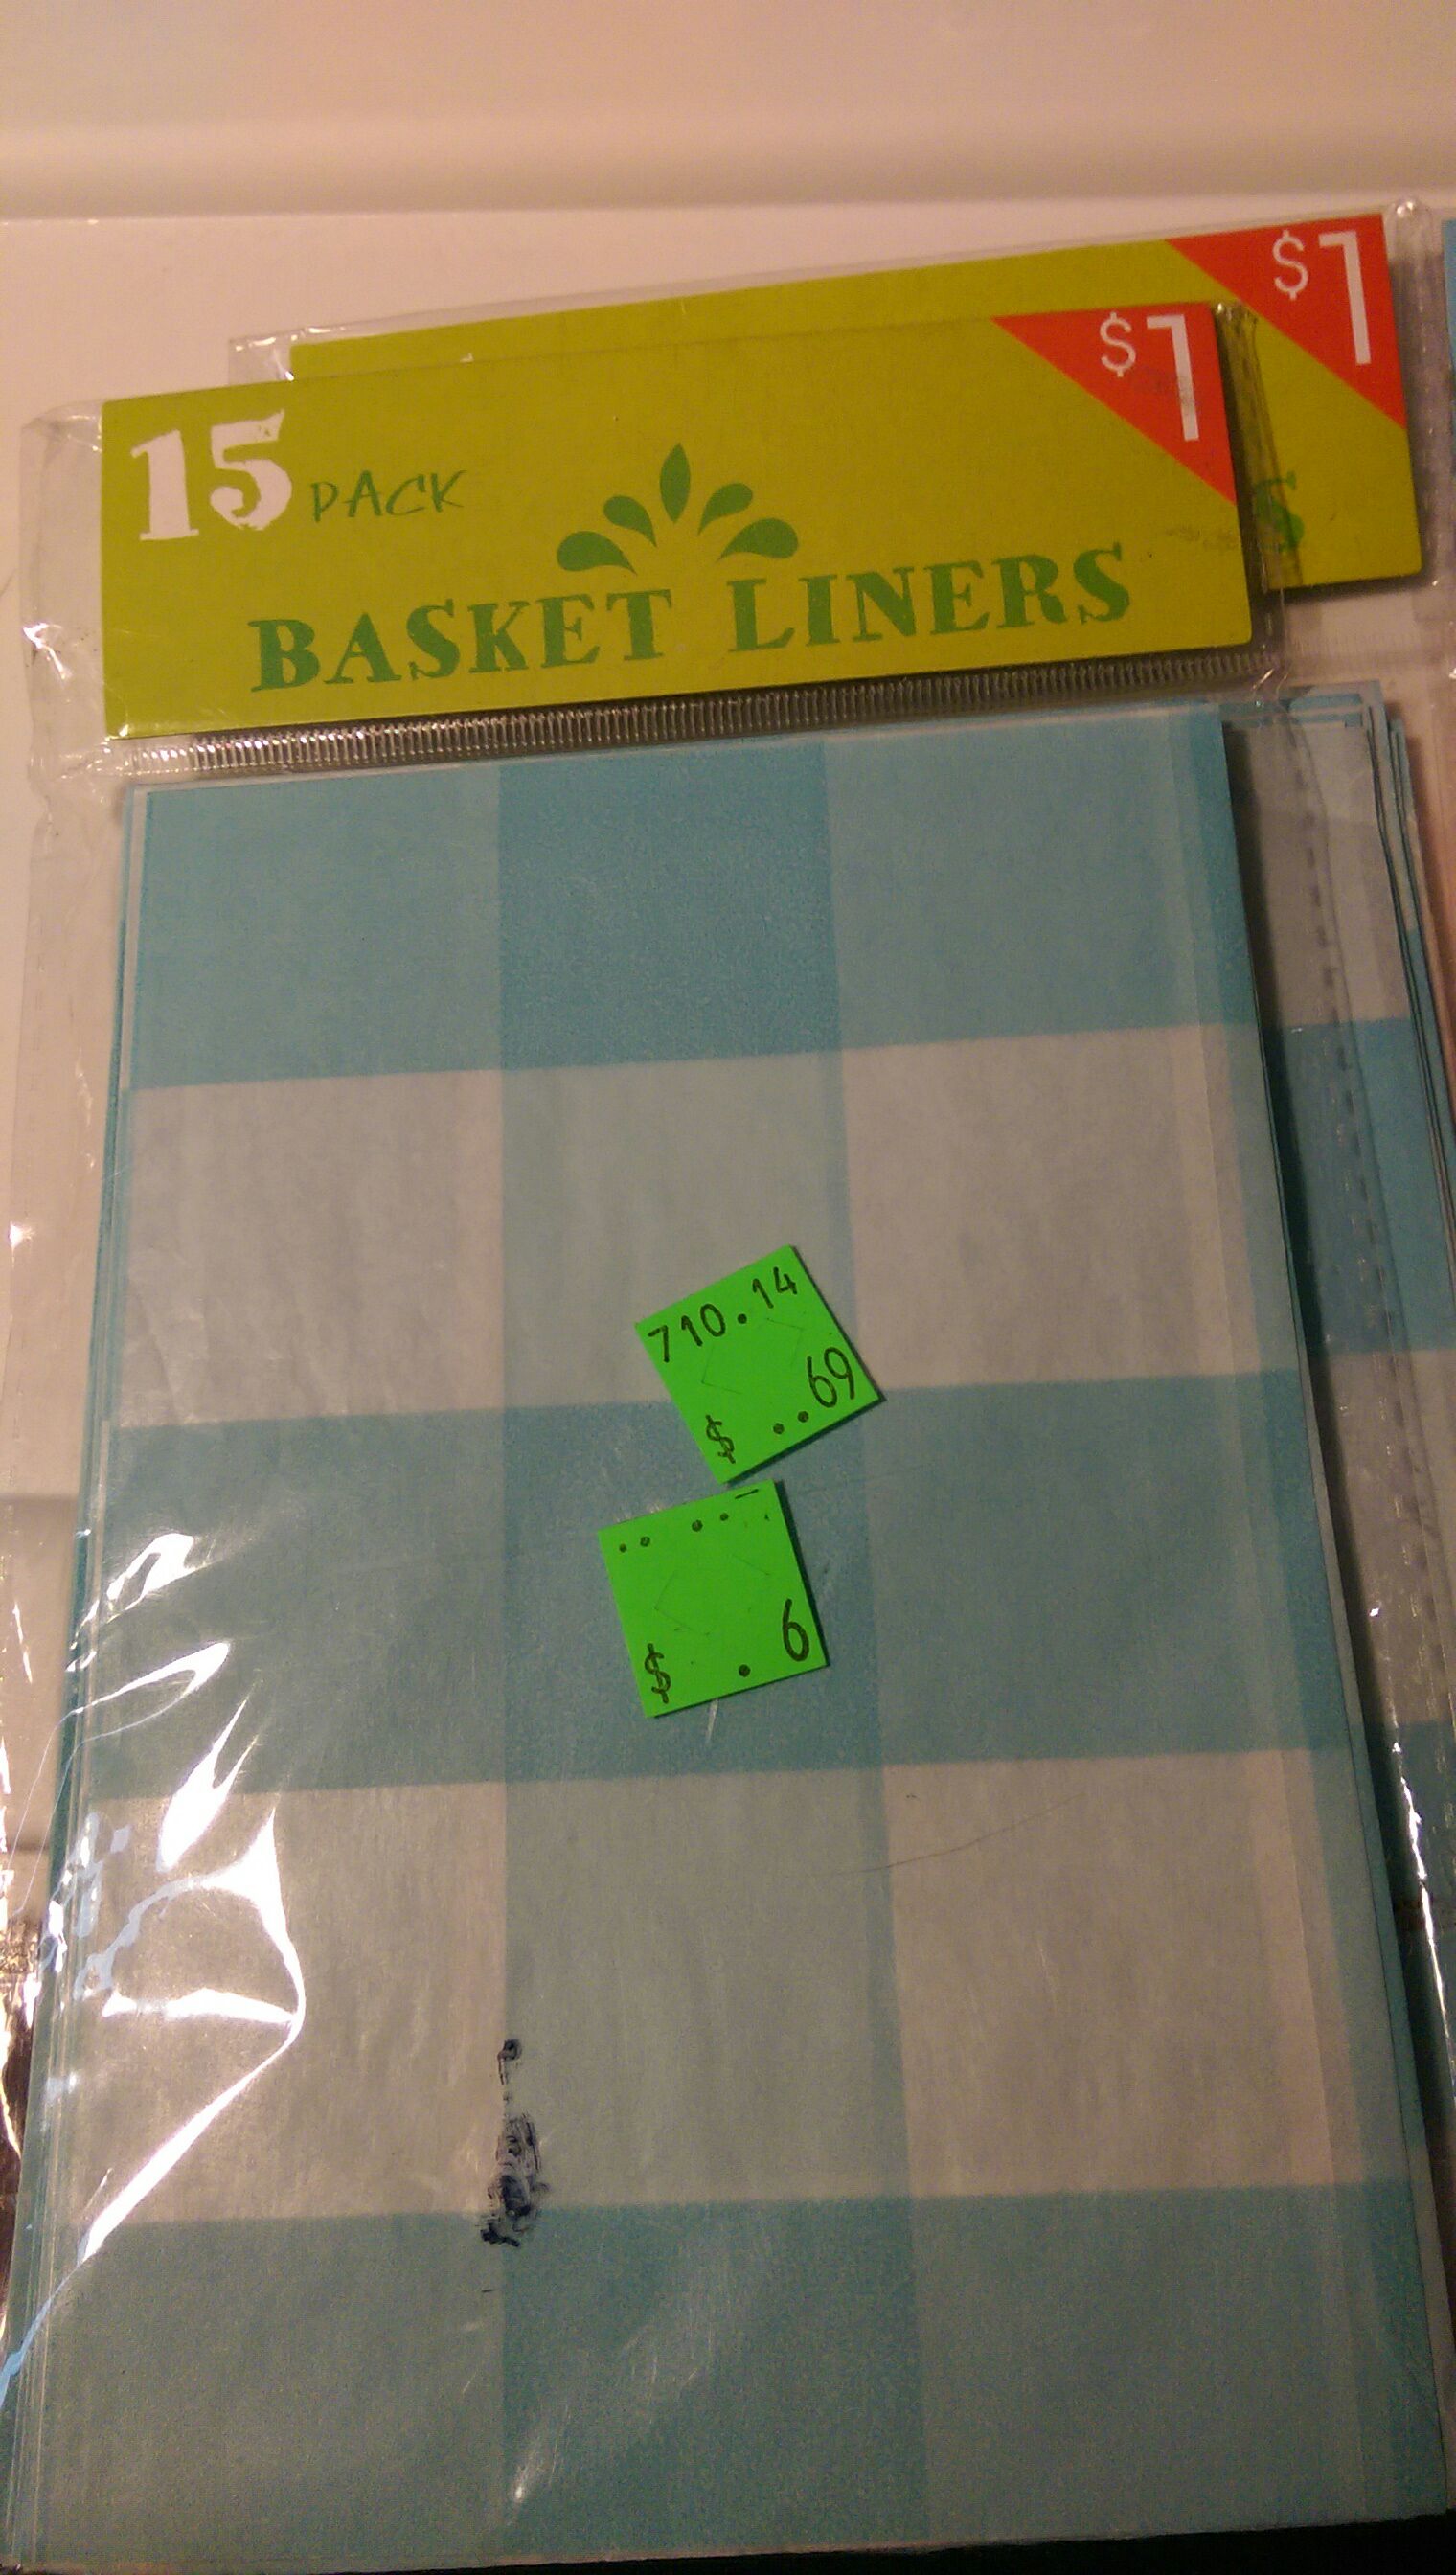 $1
$1
15 PACK
BASKET LINERS
S
710.14
$ ..69
$ . 6